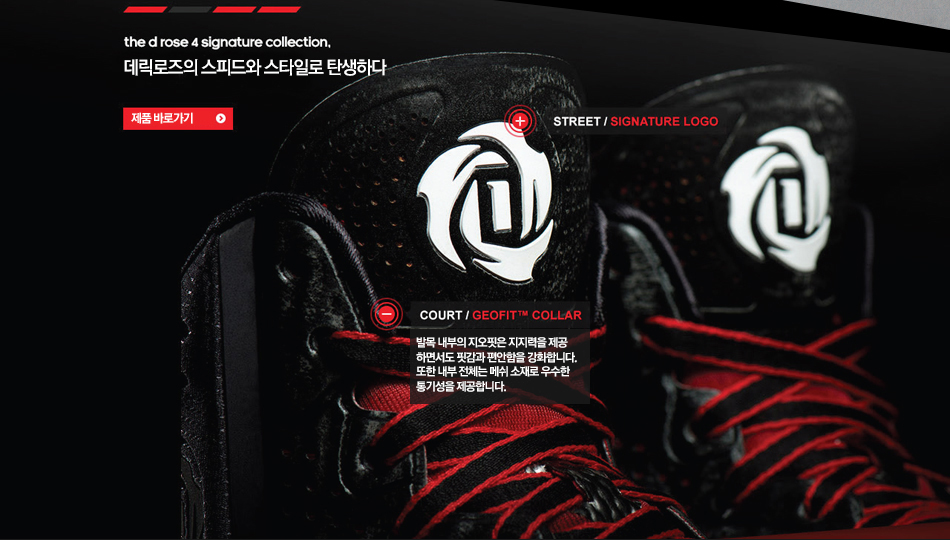 the d rose 4 signature collection,
데릭로즈의 스피드와 스타일로 탄생하다
제품 바로가기
STREET / SIGNATURE LOGO
COURT / GEOFIT™ COLLAR
발목 내부의 지오핏은 지지력을 제공
하면서도 핏감과 편안함을 강화합니다.
또한 내부 전체는 메쉬 소재로 우수한
통기성을 제공합니다.